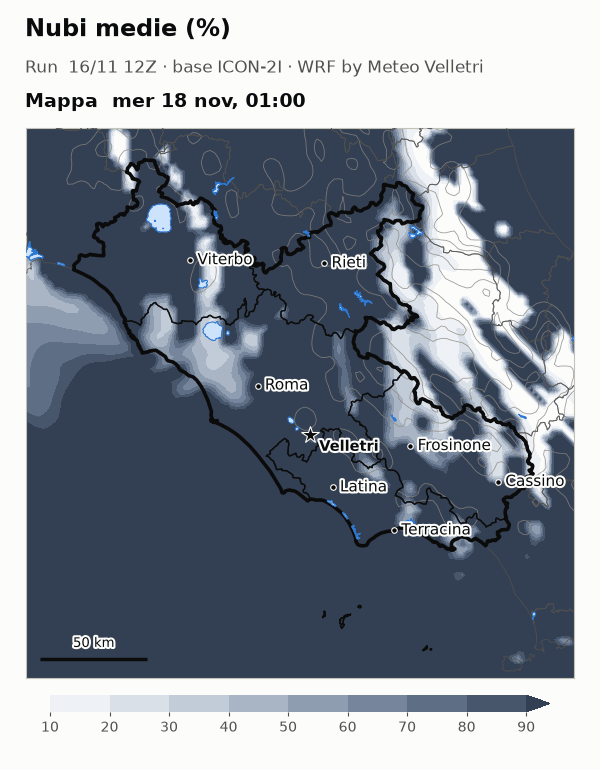 Nubi medie (%)
Run  16/11 12Z · base ICON-2I · WRF by Meteo Velletri
Mappa  mer 18 nov, 01:00
Viterbo
Rieti
Roma
Velletri
Frosinone
Cassino
Latina
Terracina
50 km
10 20 30 40 50 60 70 80 90